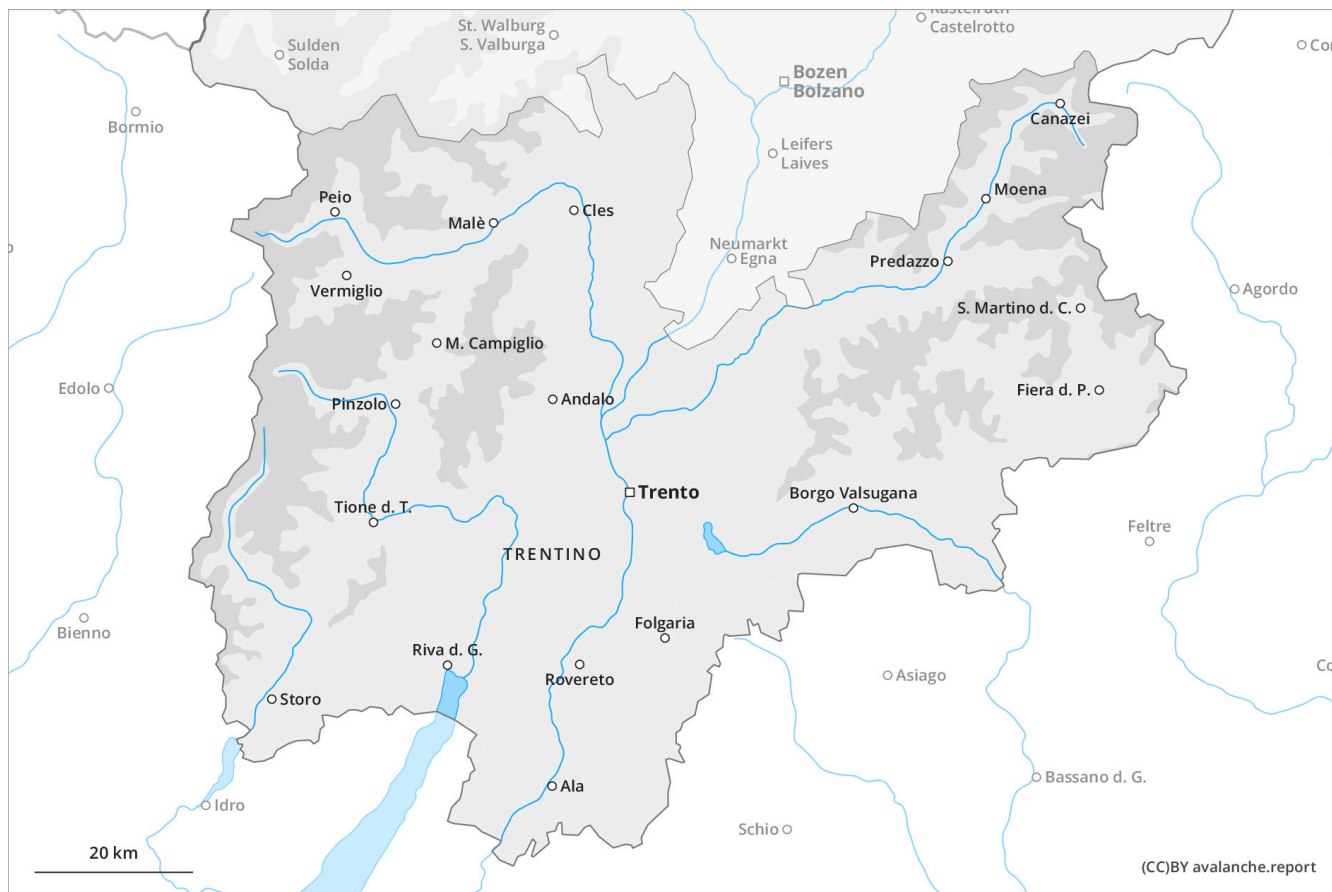 St. Walburg
S. Valburga
Castelrotto
Sulden
Solda
Bozen
Bolzano
Bormio
Canazei
Leifers
Laives
Peio
Moena
Malè
Cles
Neumarkt
Egna
Predazzo
Vermiglio
Agordo
S. Martino d. C.
M. Campiglio
Edolo
Fiera d. P.
Pinzolo
Andalo
Trento
Borgo Valsugana
Tione d. T.
Feltre
TRENTINO
Bienno
Folgaria
Riva d. G.
Rovereto
Asiago
Storo
Bassano d. G.
Ala
Idro
Schio
20 km
(CC)BY avalanche.report